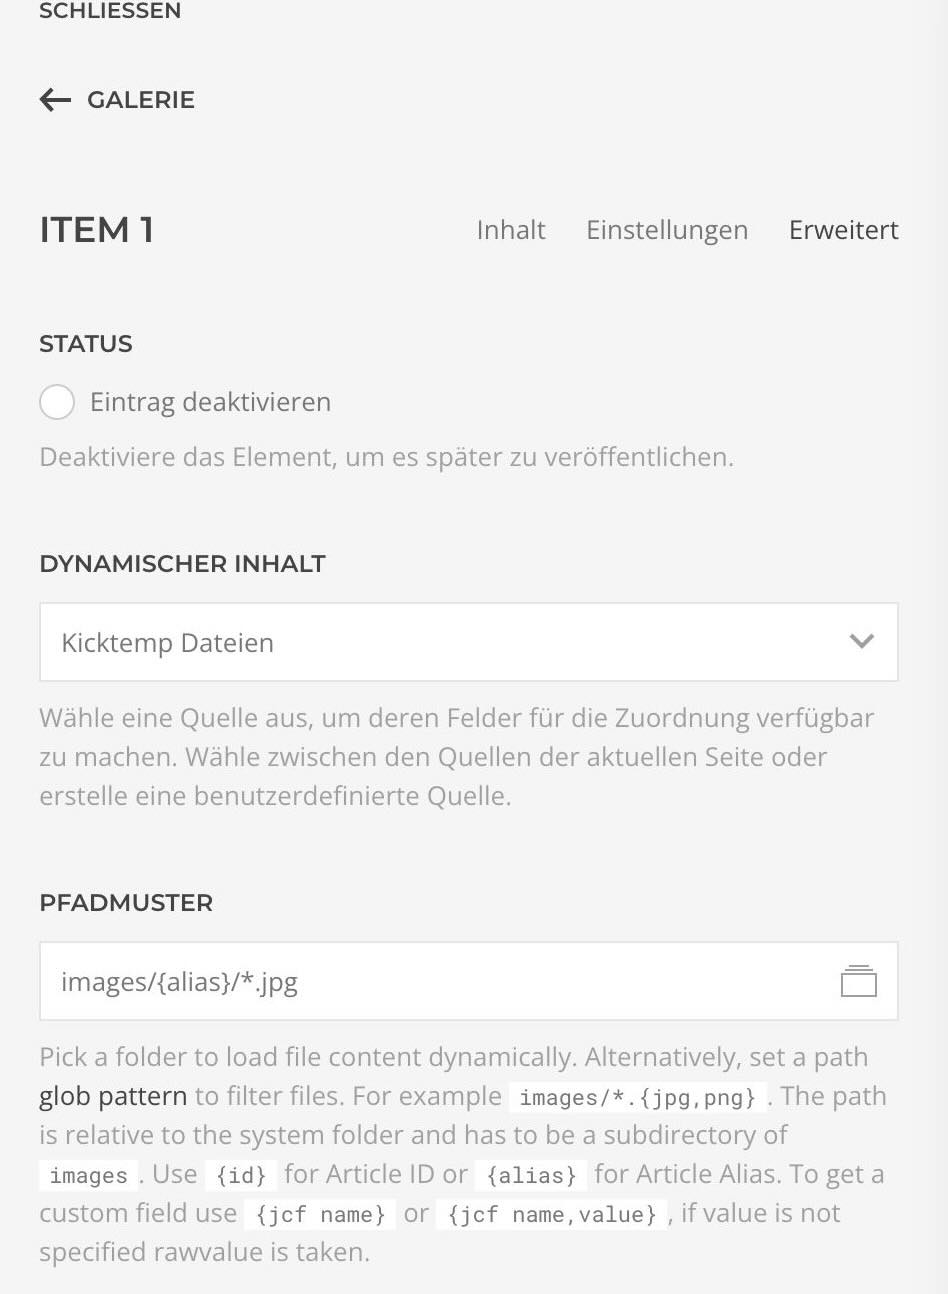 SCHLIESSEN
GALERIE
ITEM 1 Inhalt Einstellungen Erweitert
STATUS
Eintrag deaktivieren
Deaktiviere das Element, um es später zu veröffentlichen.
DYNAMISCHER INHALT
Kicktemp Dateien
Wähle eine Quelle aus, um deren Felder für die Zuordnung verfügbar
zu machen. Wähle zwischen den Quellen der aktuellen Seite oder
erstelle eine benutzerdefinierte Quelle.
PFADMUSTER
images/{alias}/*.jpg
Pick a folder to load file content dynamically. Alternatively, set a path
glob pattern to filter files. For example images/*.{jpg,png} . The path
is relative to the system folder and has to be a subdirectory of
images . Use {id} for Article ID or {alias} for Article Alias. To get a
custom field use {jcf name} or {jcf name,value} , if value is not
specified rawvalue is taken.